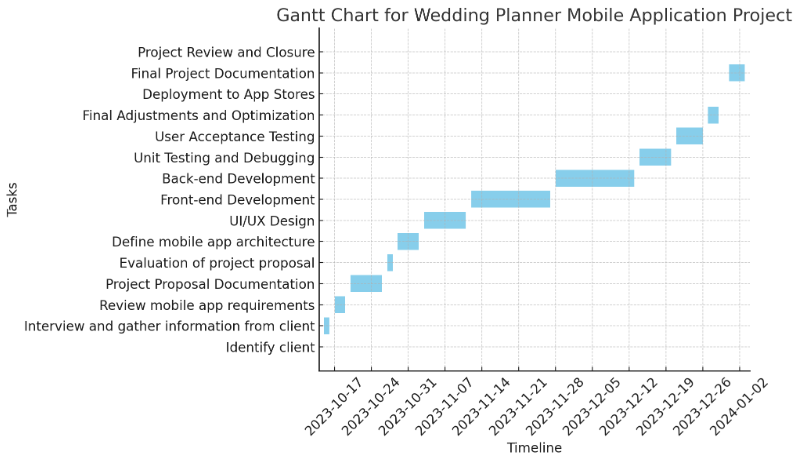 Gantt Chart for Wedding Planner Mobile Application Project
Project Review and Closure
Final Project Documentation
Deployment to App Stores
Final Adjustments and Optimization
User Acceptance Testing
Unit Testing and Debugging
Back-end Development
Front-end Development
UI/UX Design
Define mobile app architecture
Evaluation of project proposal
Project Proposal Documentation
Review mobile app requirements
Interview and gather information from client
Identify client
Tasks
2023-10-17
2023-10-24
2023-10-31
2023-11-07
2023-11-14
2023-11-21
2023-11-28
2023-12-05
2023-12-12
2023-12-19
2023-12-26
2024-01-02
Timeline